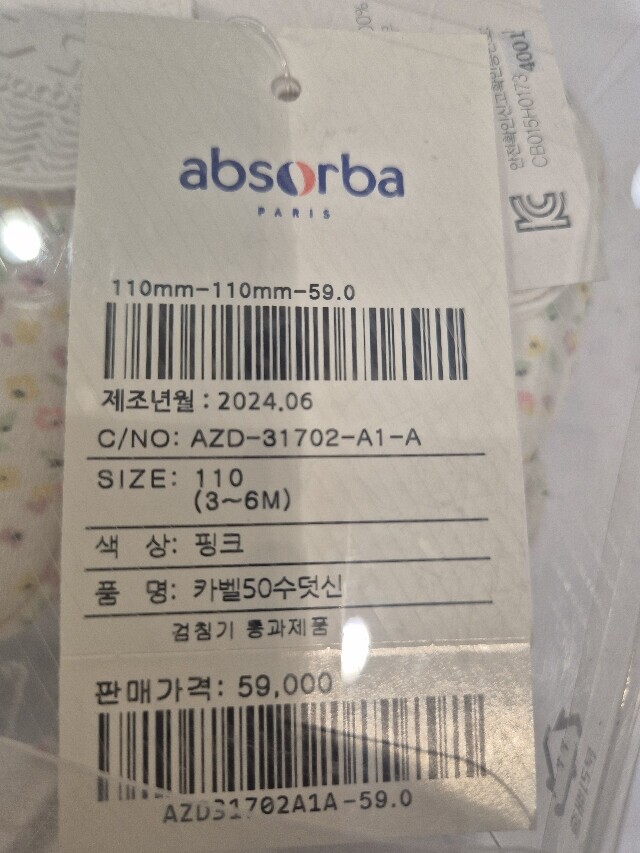 absorba
PARIS
110mm-110mm-59.0
제조년월 : 2024.06
C/NO: AZD-31702-A1-A
SIZE: 110
(3~6M)
색 상: 핑크
품 명: 카벨50수덧신
검침기 통과제품
판매가격: 59,000
AZD31702A1A-59.0
CB015H0173
4001